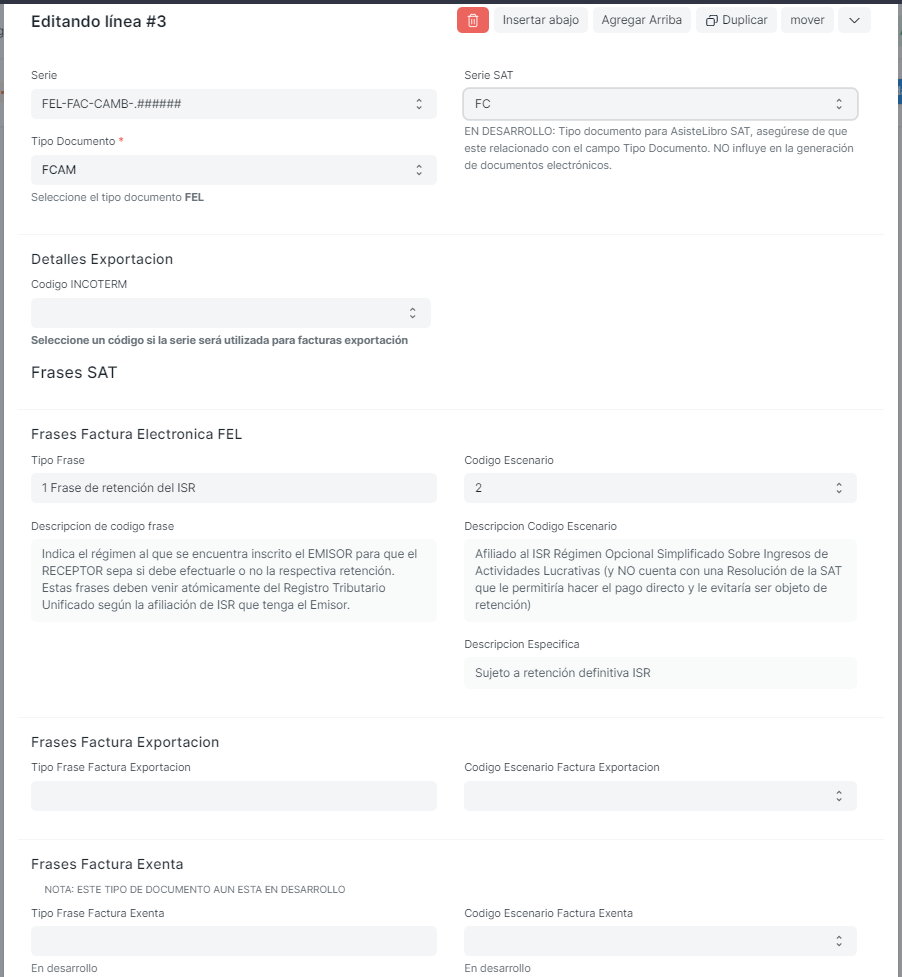 Editando línea #3
Insertar abajo
Agregar Arriba
Duplicar
mover
Serie
FEL-FAC-CAMB-.######
Tipo Documento *
FCAM
Seleccione el tipo documento FEL
Serie SAT
FC
EN DESARROLLO: Tipo documento para AsisteLibro SAT, asegúrese de que
este relacionado con el campo Tipo Documento. NO influye en la generación
de documentos electrónicos.
Detalles Exportacion
Codigo INCOTERM
Seleccione un código si la serie será utilizada para facturas exportación
Frases SAT
Frases Factura Electronica FEL
Tipo Frase
1 Frase de retención del ISR
Descripcion de codigo frase
Indica el régimen al que se encuentra inscrito el EMISOR para que el
RECEPTOR sepa si debe efectuarle o no la respectiva retención.
Estas frases deben venir atómicamente del Registro Tributario
Unificado según la afiliación de ISR que tenga el Emisor.
Codigo Escenario
2
Descripcion Codigo Escenario
Afiliado al ISR Régimen Opcional Simplificado Sobre Ingresos de
Actividades Lucrativas (y NO cuenta con una Resolución de la SAT
que le permitiría hacer el pago directo y le evitaría ser objeto de
retención)
Descripcion Especifica
Sujeto a retención definitiva ISR
Frases Factura Exportacion
Tipo Frase Factura Exportacion
Codigo Escenario Factura Exportacion
Frases Factura Exenta
NOTA: ESTE TIPO DE DOCUMENTO AUN ESTA EN DESARROLLO
Tipo Frase Factura Exenta
En desarrollo
Codigo Escenario Factura Exenta
En desarrollo